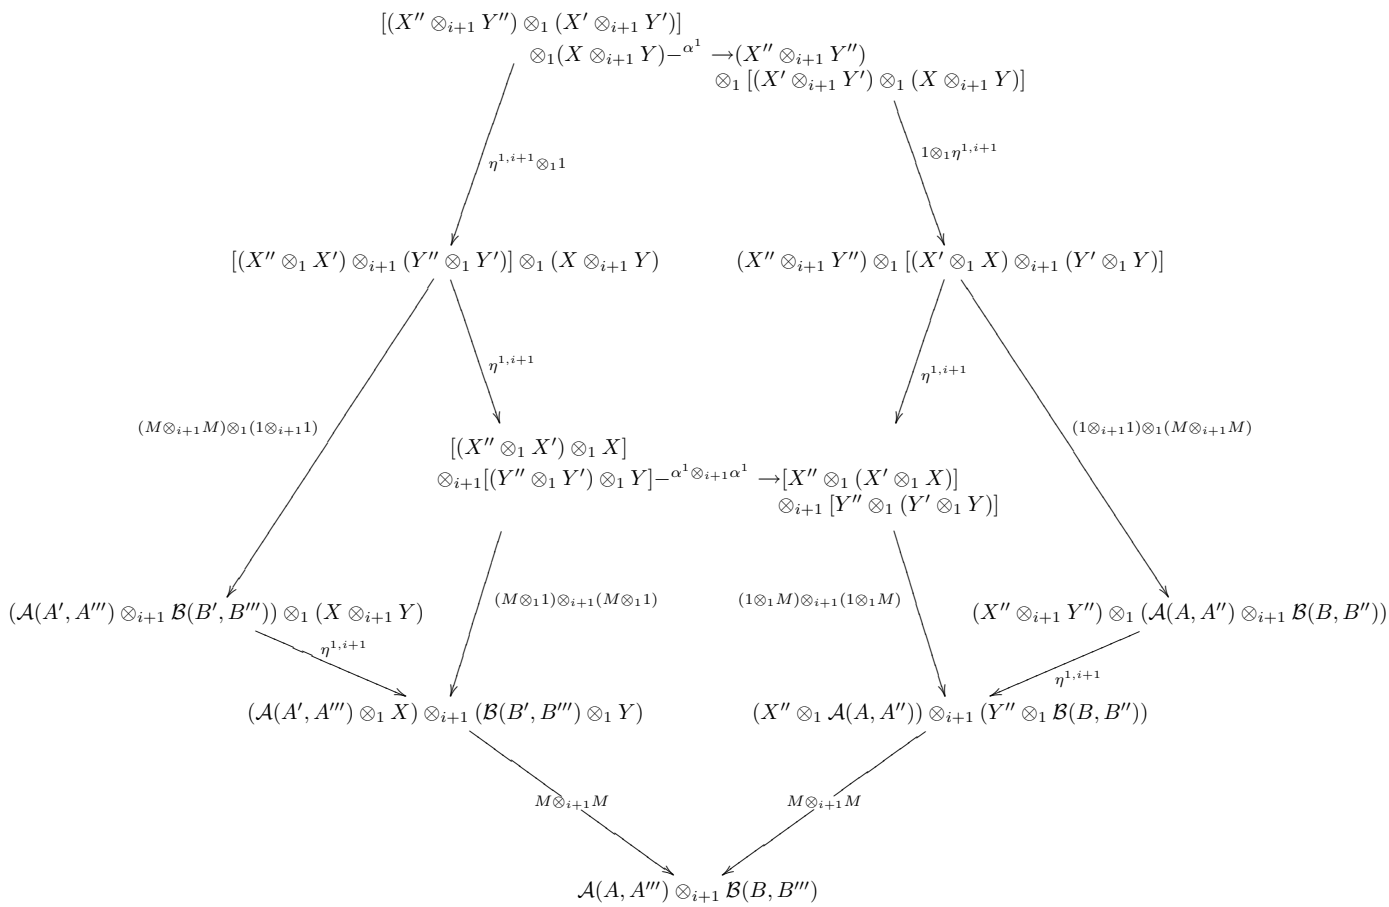 [(X″ ⊗_{i+1} Y″) ⊗_1 (X′ ⊗_{i+1} Y′)]
⊗_1(X ⊗_{i+1} Y) −^{α^1} → (X″ ⊗_{i+1} Y″)
⊗_1 [(X′ ⊗_{i+1} Y′) ⊗_1 (X ⊗_{i+1} Y)]
η^{1,i+1}⊗_1 1
1⊗_1 η^{1,i+1}
[(X″ ⊗_1 X′) ⊗_{i+1} (Y″ ⊗_1 Y′)] ⊗_1 (X ⊗_{i+1} Y)
(X″ ⊗_{i+1} Y″) ⊗_1 [(X′ ⊗_1 X) ⊗_{i+1} (Y′ ⊗_1 Y)]
η^{1,i+1}
η^{1,i+1}
(M⊗_{i+1}M)⊗_1(1⊗_{i+1}1)
(1⊗_{i+1}1)⊗_1(M⊗_{i+1}M)
[(X″ ⊗_1 X′) ⊗_1 X]
⊗_{i+1}[(Y″ ⊗_1 Y′) ⊗_1 Y] −^{α^1⊗_{i+1}α^1} → [X″ ⊗_1 (X′ ⊗_1 X)]
⊗_{i+1} [Y″ ⊗_1 (Y′ ⊗_1 Y)]
(M⊗_1 1)⊗_{i+1}(M⊗_1 1)
(1⊗_1 M)⊗_{i+1}(1⊗_1 M)
(𝒜(A′, A‴) ⊗_{i+1} ℬ(B′, B‴)) ⊗_1 (X ⊗_{i+1} Y)
(X″ ⊗_{i+1} Y″) ⊗_1 (𝒜(A, A″) ⊗_{i+1} ℬ(B, B″))
η^{1,i+1}
η^{1,i+1}
(𝒜(A′, A‴) ⊗_1 X) ⊗_{i+1} (ℬ(B′, B‴) ⊗_1 Y)
(X″ ⊗_1 𝒜(A, A″)) ⊗_{i+1} (Y″ ⊗_1 ℬ(B, B″))
M⊗_{i+1}M
M⊗_{i+1}M
𝒜(A, A‴) ⊗_{i+1} ℬ(B, B‴)